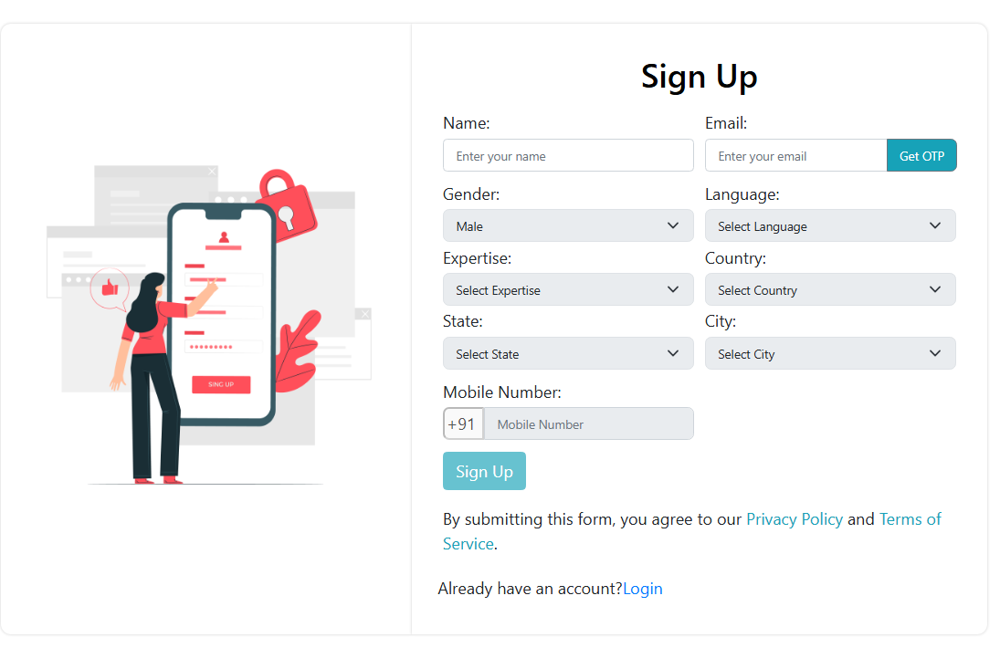 Sign Up
Name: Email:
Enter your name Enter your email Get OTP
Gender: Language:
Male Select Language
Expertise: Country:
Select Expertise Select Country
State: City:
Select State Select City
Mobile Number:
+91 Mobile Number
Sign Up
By submitting this form, you agree to our Privacy Policy and Terms of
Service.
Already have an account?Login
SING UP